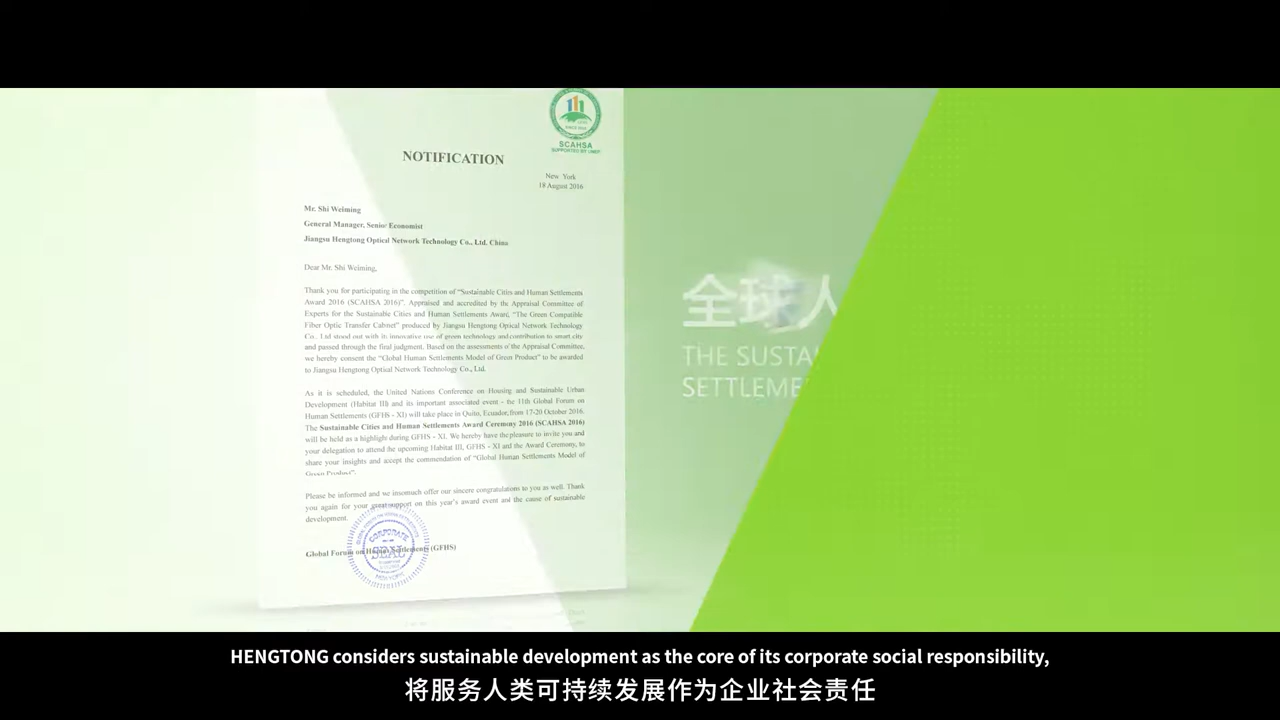 SCAHSA
SUPPORTED BY UNEP
NOTIFICATION
New York
18 August 2016
Mr. Shi Weiming
General Manager, Senior Economist
Jiangsu Hengtong Optical Network Technology Co., Ltd. China
Dear Mr. Shi Weiming,
Thank you for participating in the competition of “Sustainable Cities and Human Settlements
Award 2016 (SCAHSA 2016)”. Appraised and accredited by the Appraisal Committee of
Experts for the Sustainable Cities and Human Settlements Award, “The Green Compatible
Fiber Optic Transfer Cabinet” produced by Jiangsu Hengtong Optical Network Technology
Co., Ltd stood out with its innovative use of green technology and contribution to smart city
and passed through the final judgment. Based on the assessments of the Appraisal Committee,
we hereby consent the “Global Human Settlements Model of Green Product” to be awarded
to Jiangsu Hengtong Optical Network Technology Co., Ltd.
As it is scheduled, the United Nations Conference on Housing and Sustainable Urban
Development (Habitat III) and its important associated event - the 11th Global Forum on
Human Settlements (GFHS - XI) will take place in Quito, Ecuador, from 17-20 October 2016.
The Sustainable Cities and Human Settlements Award Ceremony 2016 (SCAHSA 2016)
will be held as a highlight during GFHS - XI. We hereby have the pleasure to invite you and
your delegation to attend the upcoming Habitat III, GFHS - XI and the Award Ceremony, to
share your insights and accept the commendation of “Global Human Settlements Model of
Green Product”.
Please be informed and we insomuch offer our sincere congratulations to you as well. Thank
you again for your great support on this year’s award event and the cause of sustainable
development.
Global Forum on Human Settlements (GFHS)
CORPORATE
SEAL
NEW YORK
全球人
THE SUSTA
SETTLEME
HENGTONG considers sustainable development as the core of its corporate social responsibility,
将服务人类可持续发展作为企业社会责任